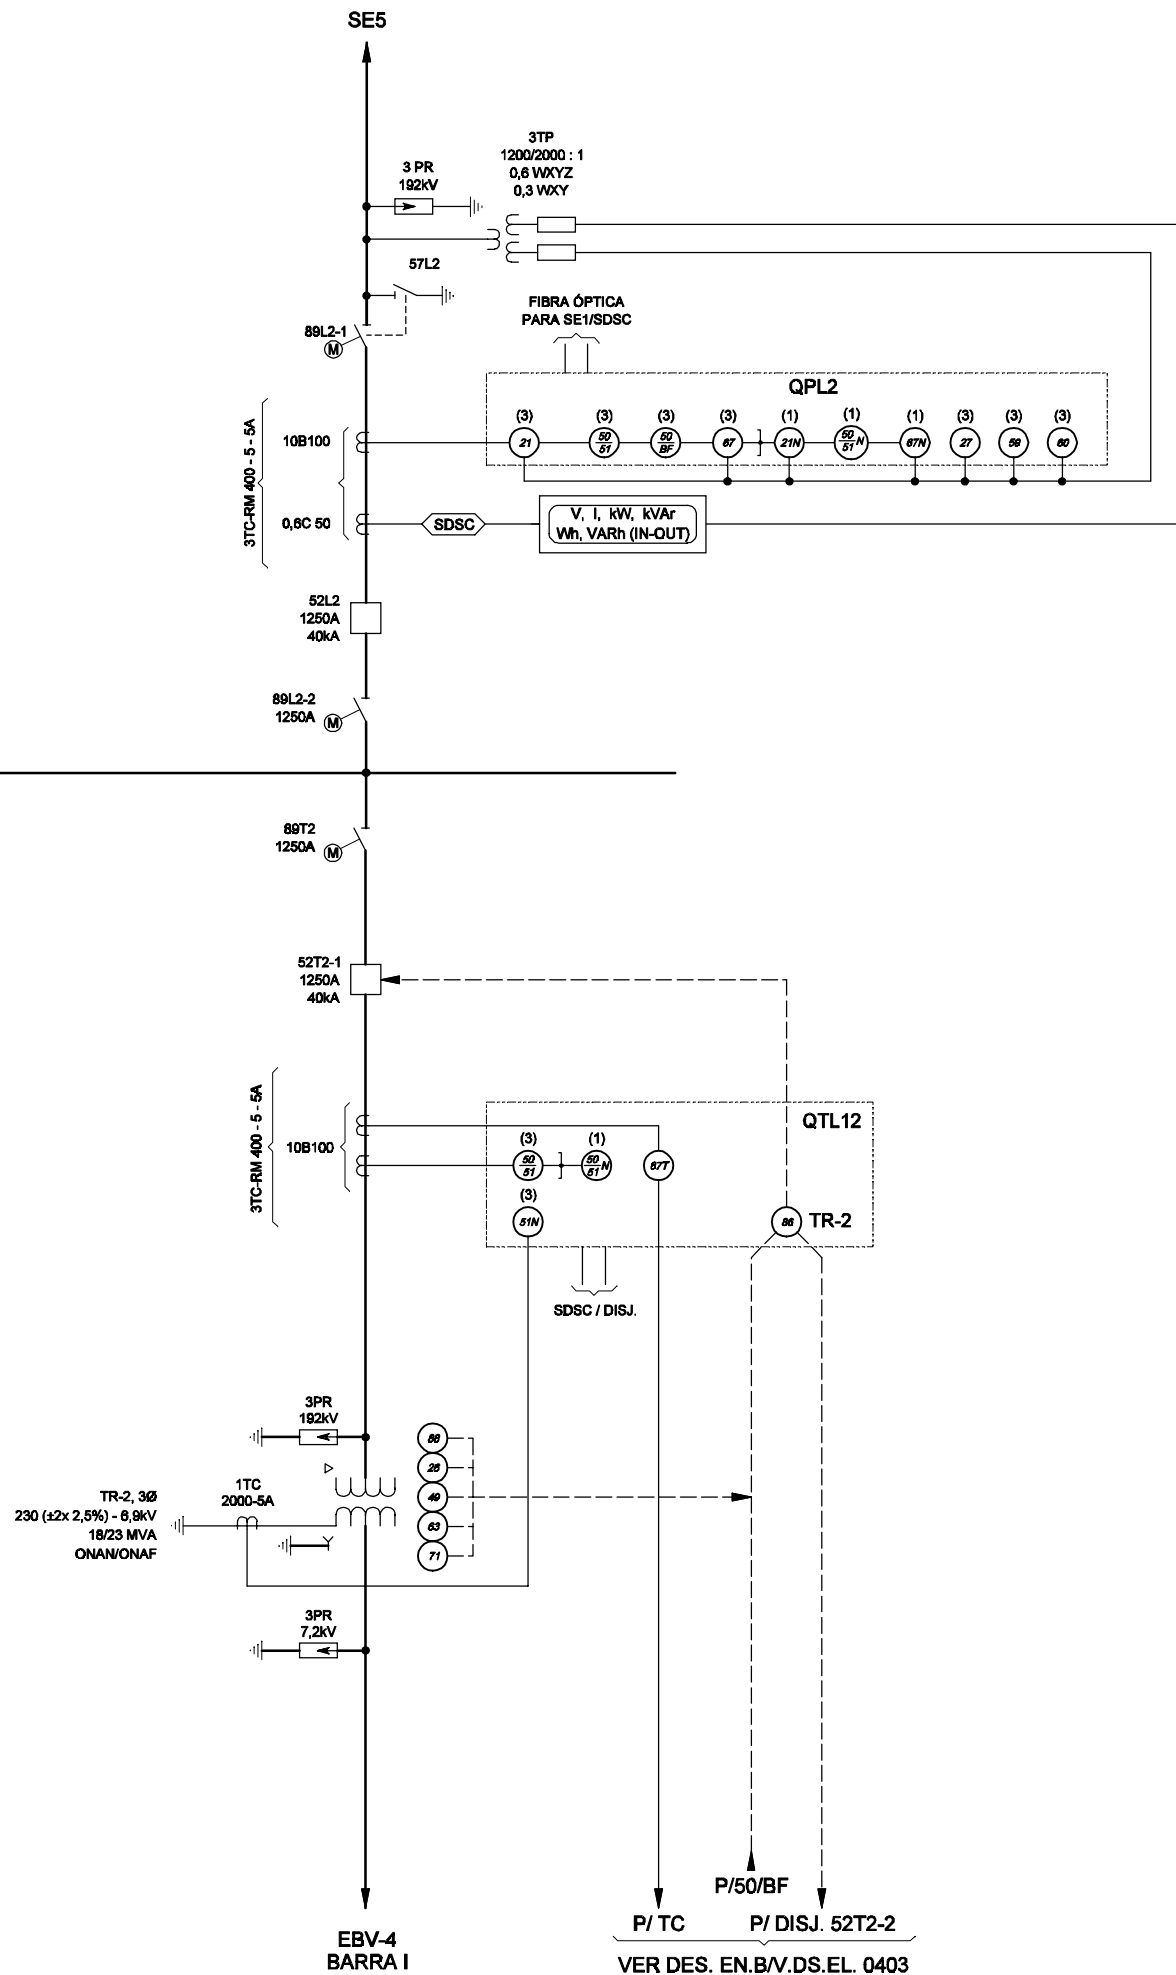 SE5
3TP
1200/2000 : 1
0,6 WXYZ
0,3 WXY
3 PR
192kV
57L2
FIBRA ÓPTICA
PARA SE1/SDSC
89L2-1
M
QPL2
3TC-RM 400 - 5 - 5A
10B100
(3)
(3)
(3)
(3)
(1)
(1)
(1)
(3)
(3)
(3)
21
50
51
50
BF
67
21N
50
51
N
67N
27
59
60
0,6C 50
SDSC
V, I, kW, kVAr
Wh, VARh (IN-OUT)
52L2
1250A
40kA
89L2-2
1250A
M
89T2
1250A
M
52T2-1
1250A
40kA
3TC-RM 400 - 5 - 5A
10B100
QTL12
(3)
(1)
50
51
50
51
N
87T
(3)
51N
86
TR-2
SDSC / DISJ.
3PR
192kV
26
49
63
71
1TC
2000-5A
TR-2, 3Ø
230 (±2x 2,5%) - 6,9kV
18/23 MVA
ONAN/ONAF
Y
3PR
7,2kV
P/50/BF
P/ TC
P/ DISJ. 52T2-2
EBV-4
BARRA I
VER DES. EN.B/V.DS.EL. 0403